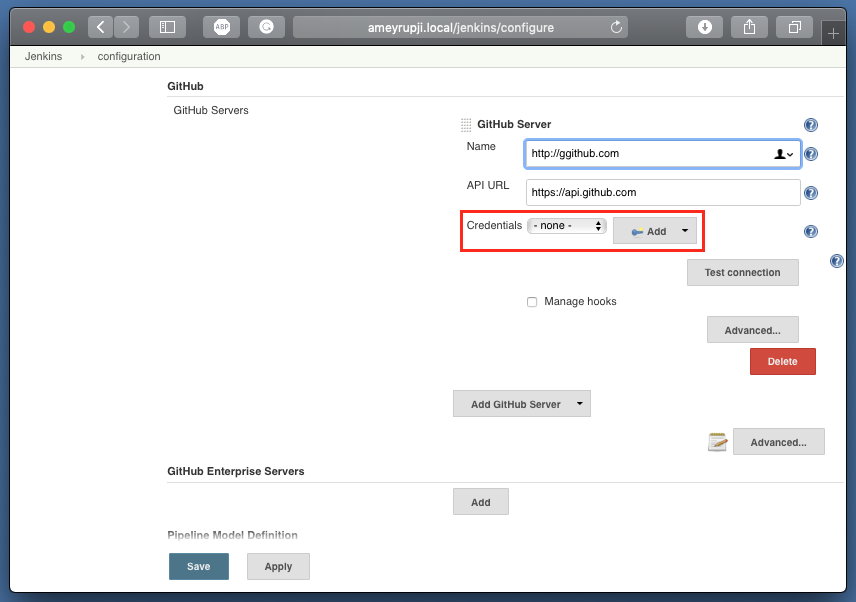 ABP
ameyrupji.local/jenkins/configure
Jenkins configuration
GitHub
GitHub Servers
GitHub Server
Name http://ggithub.com
API URL https://api.github.com
Credentials - none - Add
Test connection
Manage hooks
Advanced...
Delete
Add GitHub Server
Advanced...
GitHub Enterprise Servers
Add
Pipeline Model Definition
Save Apply